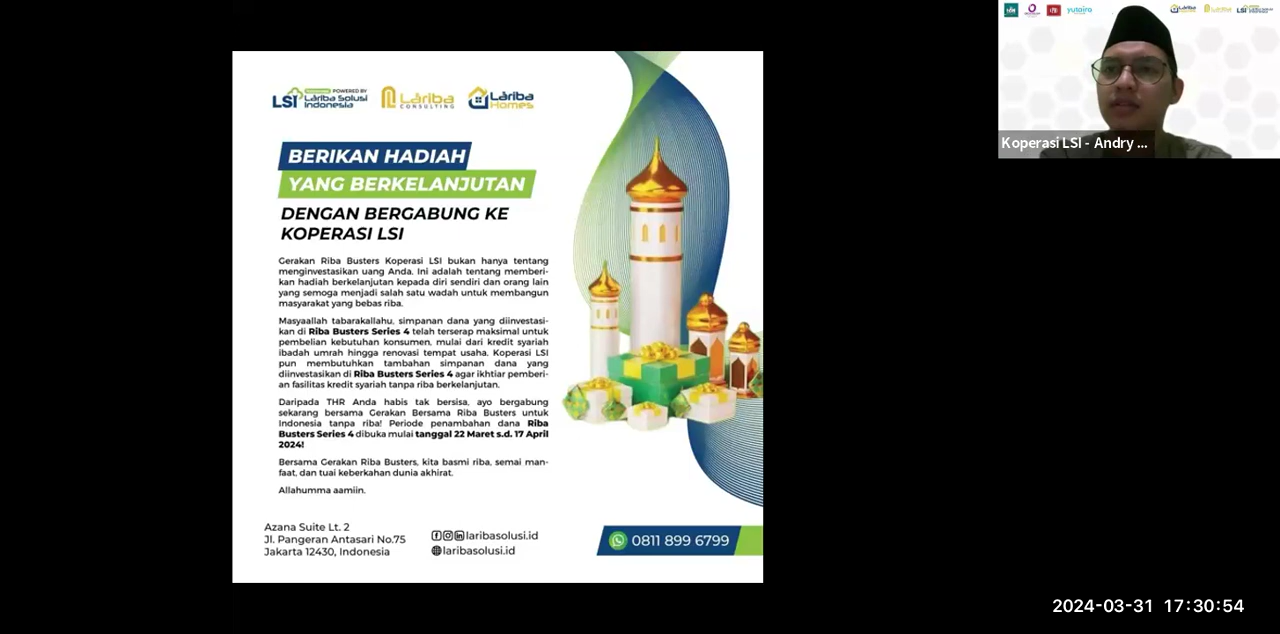 LSI
POWERED BY
Lariba Solusi
Indonesia
Lariba
CONSULTING
Lariba
Homes
BERIKAN HADIAH
YANG BERKELANJUTAN
DENGAN BERGABUNG KE
KOPERASI LSI
Gerakan Riba Busters Koperasi LSI bukan hanya tentang
menginvestasikan uang Anda. Ini adalah tentang memberi-
kan hadiah berkelanjutan kepada diri sendiri dan orang lain
yang semoga menjadi salah satu wadah untuk membangun
masyarakat yang bebas riba.
Masyaallah tabarakallahu, simpanan dana yang diinvestasi-
kan di Riba Busters Series 4 telah terserap maksimal untuk
pembelian kebutuhan konsumen, mulai dari kredit syariah
ibadah umrah hingga renovasi tempat usaha. Koperasi LSI
pun membutuhkan tambahan simpanan dana yang
diinvestasikan di Riba Busters Series 4 agar ikhtiar pemberi-
an fasilitas kredit syariah tanpa riba berkelanjutan.
Daripada THR Anda habis tak bersisa, ayo bergabung
sekarang bersama Gerakan Bersama Riba Busters untuk
Indonesia tanpa riba! Periode penambahan dana Riba
Busters Series 4 dibuka mulai tanggal 22 Maret s.d. 17 April
2024!
Bersama Gerakan Riba Busters, kita basmi riba, semai man-
faat, dan tuai keberkahan dunia akhirat.
Allahumma aamiin.
Azana Suite Lt. 2
Jl. Pangeran Antasari No.75
Jakarta 12430, Indonesia
laribasolusi.id
laribasolusi.id
0811 899 6799
yutairo
LSI
Koperasi LSI - Andry ...
2024-03-31 17:30:54